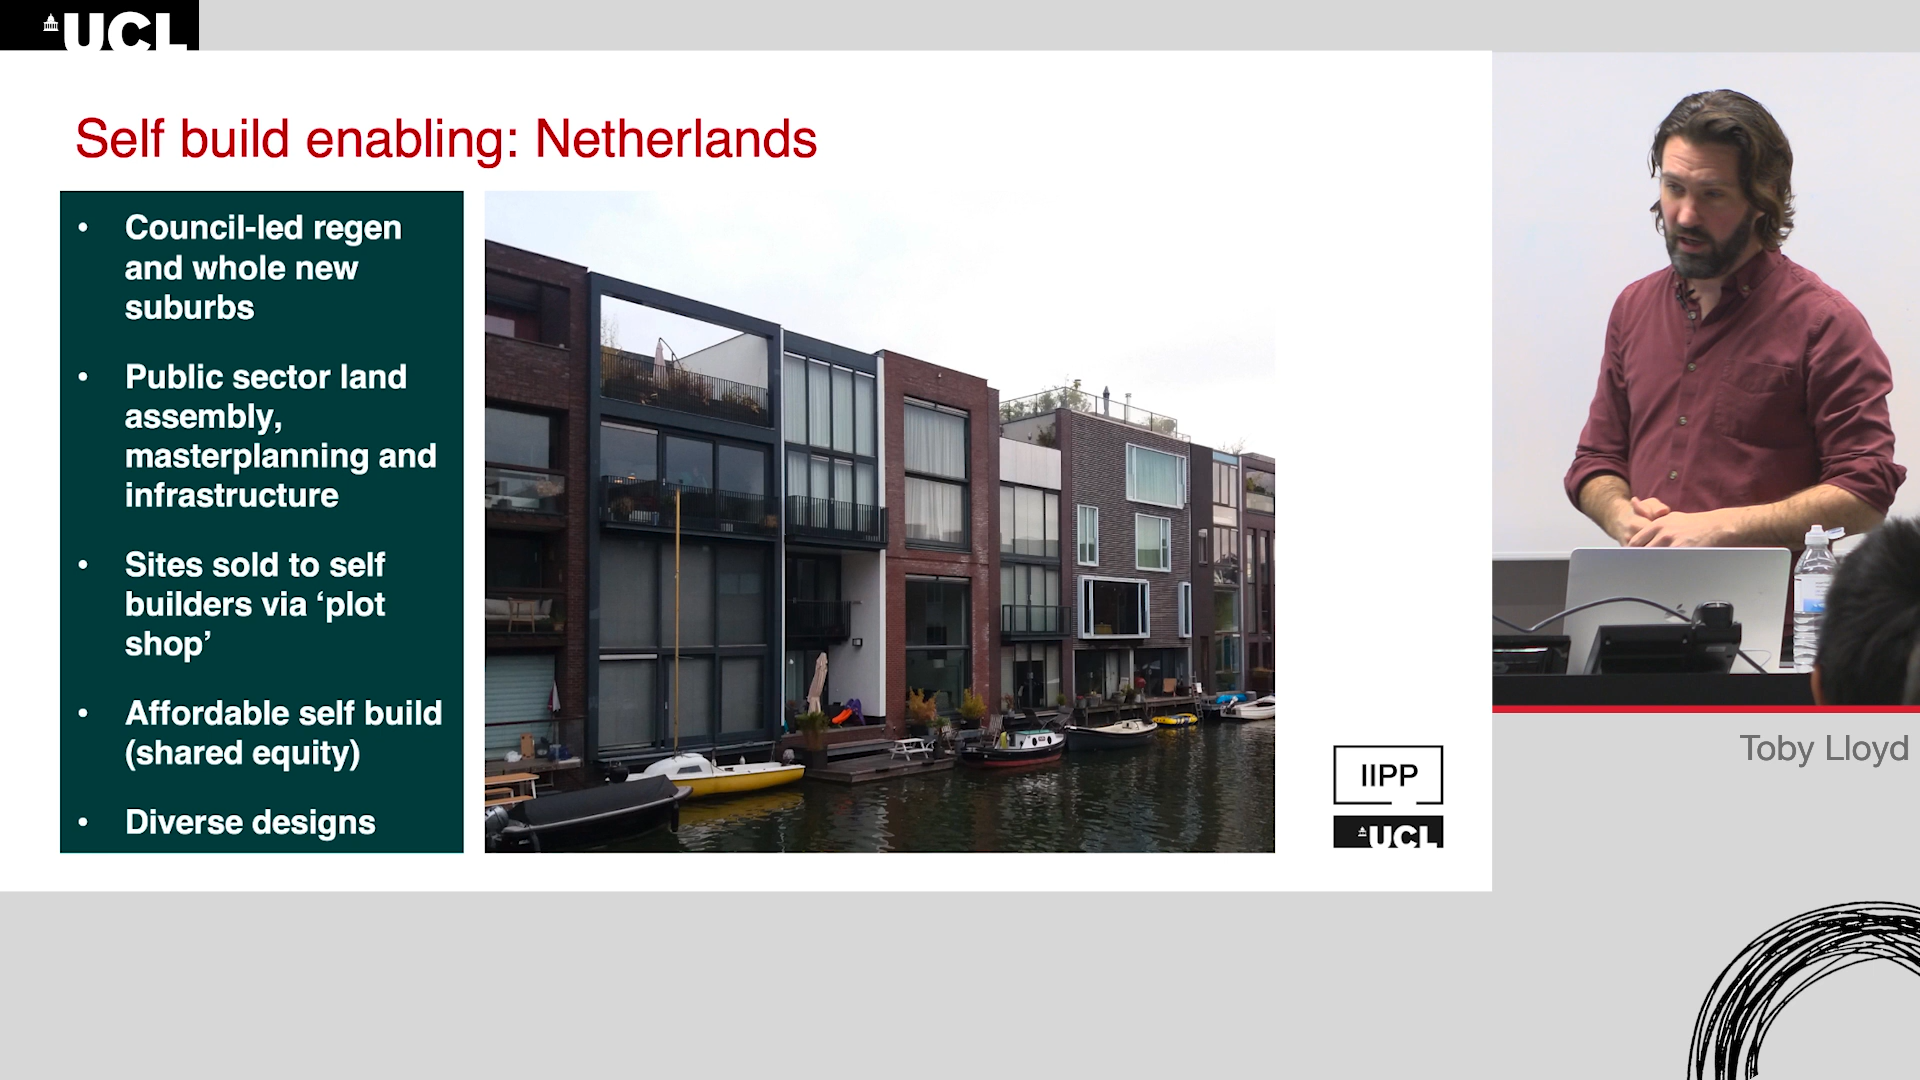 UCL
Self build enabling: Netherlands
• Council-led regen
and whole new
suburbs
• Public sector land
assembly,
masterplanning and
infrastructure
• Sites sold to self
builders via ‘plot
shop’
• Affordable self build
(shared equity)
• Diverse designs
IIPP
UCL
Toby Lloyd